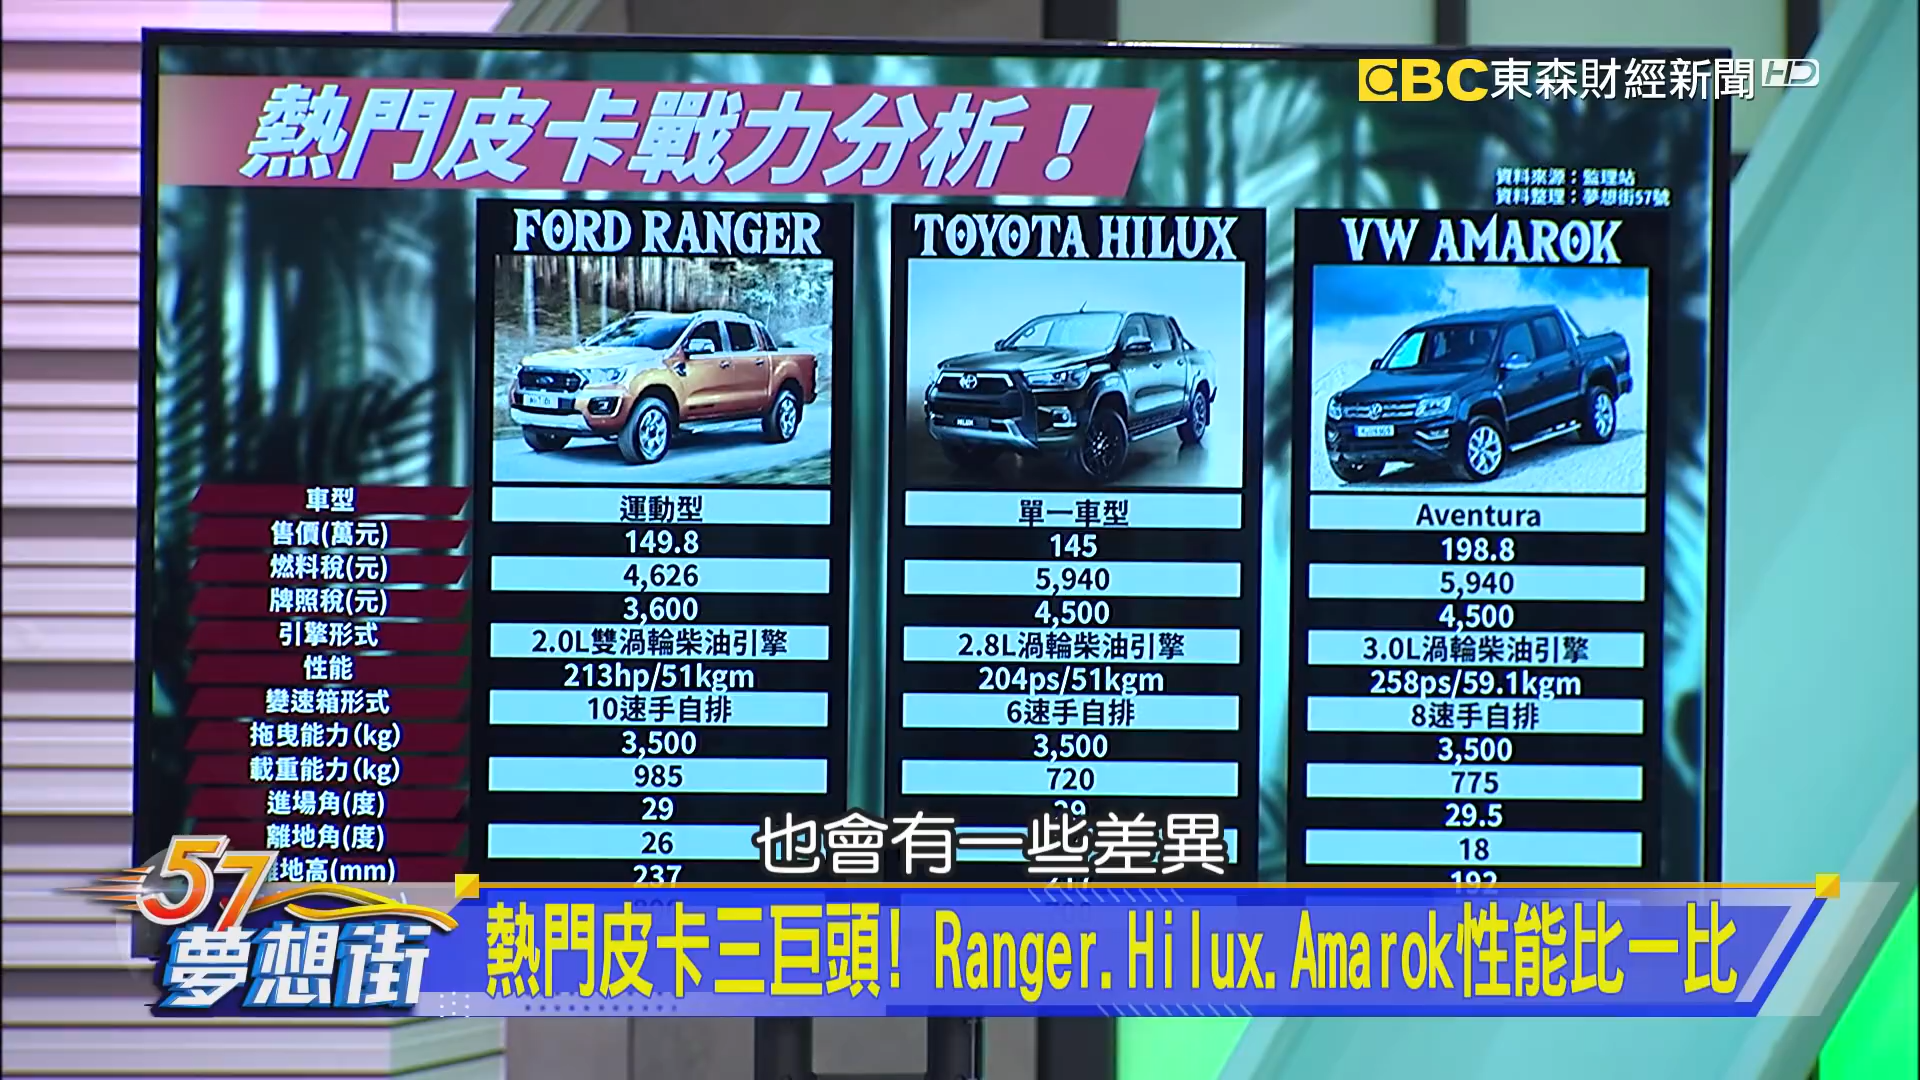 EBC東森財經新聞HD
熱門皮卡戰力分析！
資料來源：監理站
資料整理：夢想街57號
FORD RANGER TOYOTA HILUX VW AMAROK
車型 運動型 單一車型 Aventura
售價(萬元) 149.8 145 198.8
燃料稅(元) 4,626 5,940 5,940
牌照稅(元) 3,600 4,500 4,500
引擎形式 2.0L雙渦輪柴油引擎 2.8L渦輪柴油引擎 3.0L渦輪柴油引擎
性能 213hp/51kgm 204ps/51kgm 258ps/59.1kgm
變速箱形式 10速手自排 6速手自排 8速手自排
拖曳能力(kg) 3,500 3,500 3,500
載重能力(kg) 985 720 775
進場角(度) 29 29 29.5
離地角(度) 26 18
離地高(mm) 237 192
也會有一些差異
57夢想街
熱門皮卡三巨頭! Ranger.Hilux.Amarok性能比一比